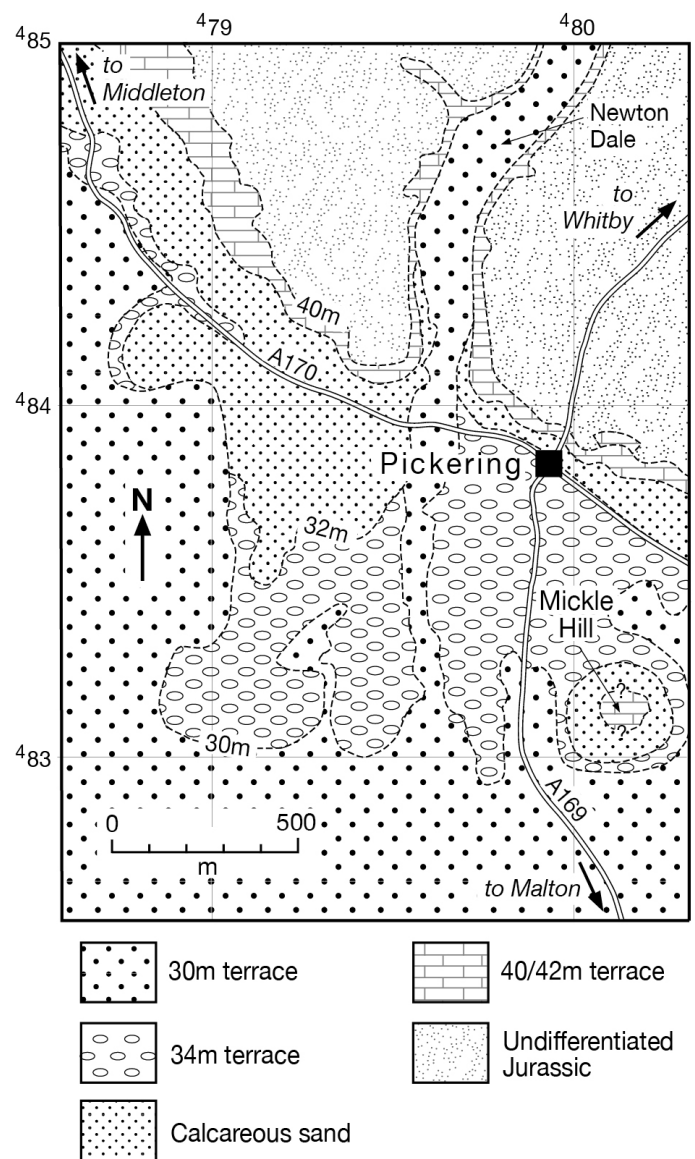 ⁴79
⁴80
⁴85
to
Middleton
Newton
Dale
to
Whitby
40m
A170
⁴84
Pickering
N
32m
Mickle
Hill
?
?
30m
⁴83
A169
0 500
m
to Malton
30m terrace
40/42m terrace
34m terrace
Undifferentiated
Jurassic
Calcareous sand